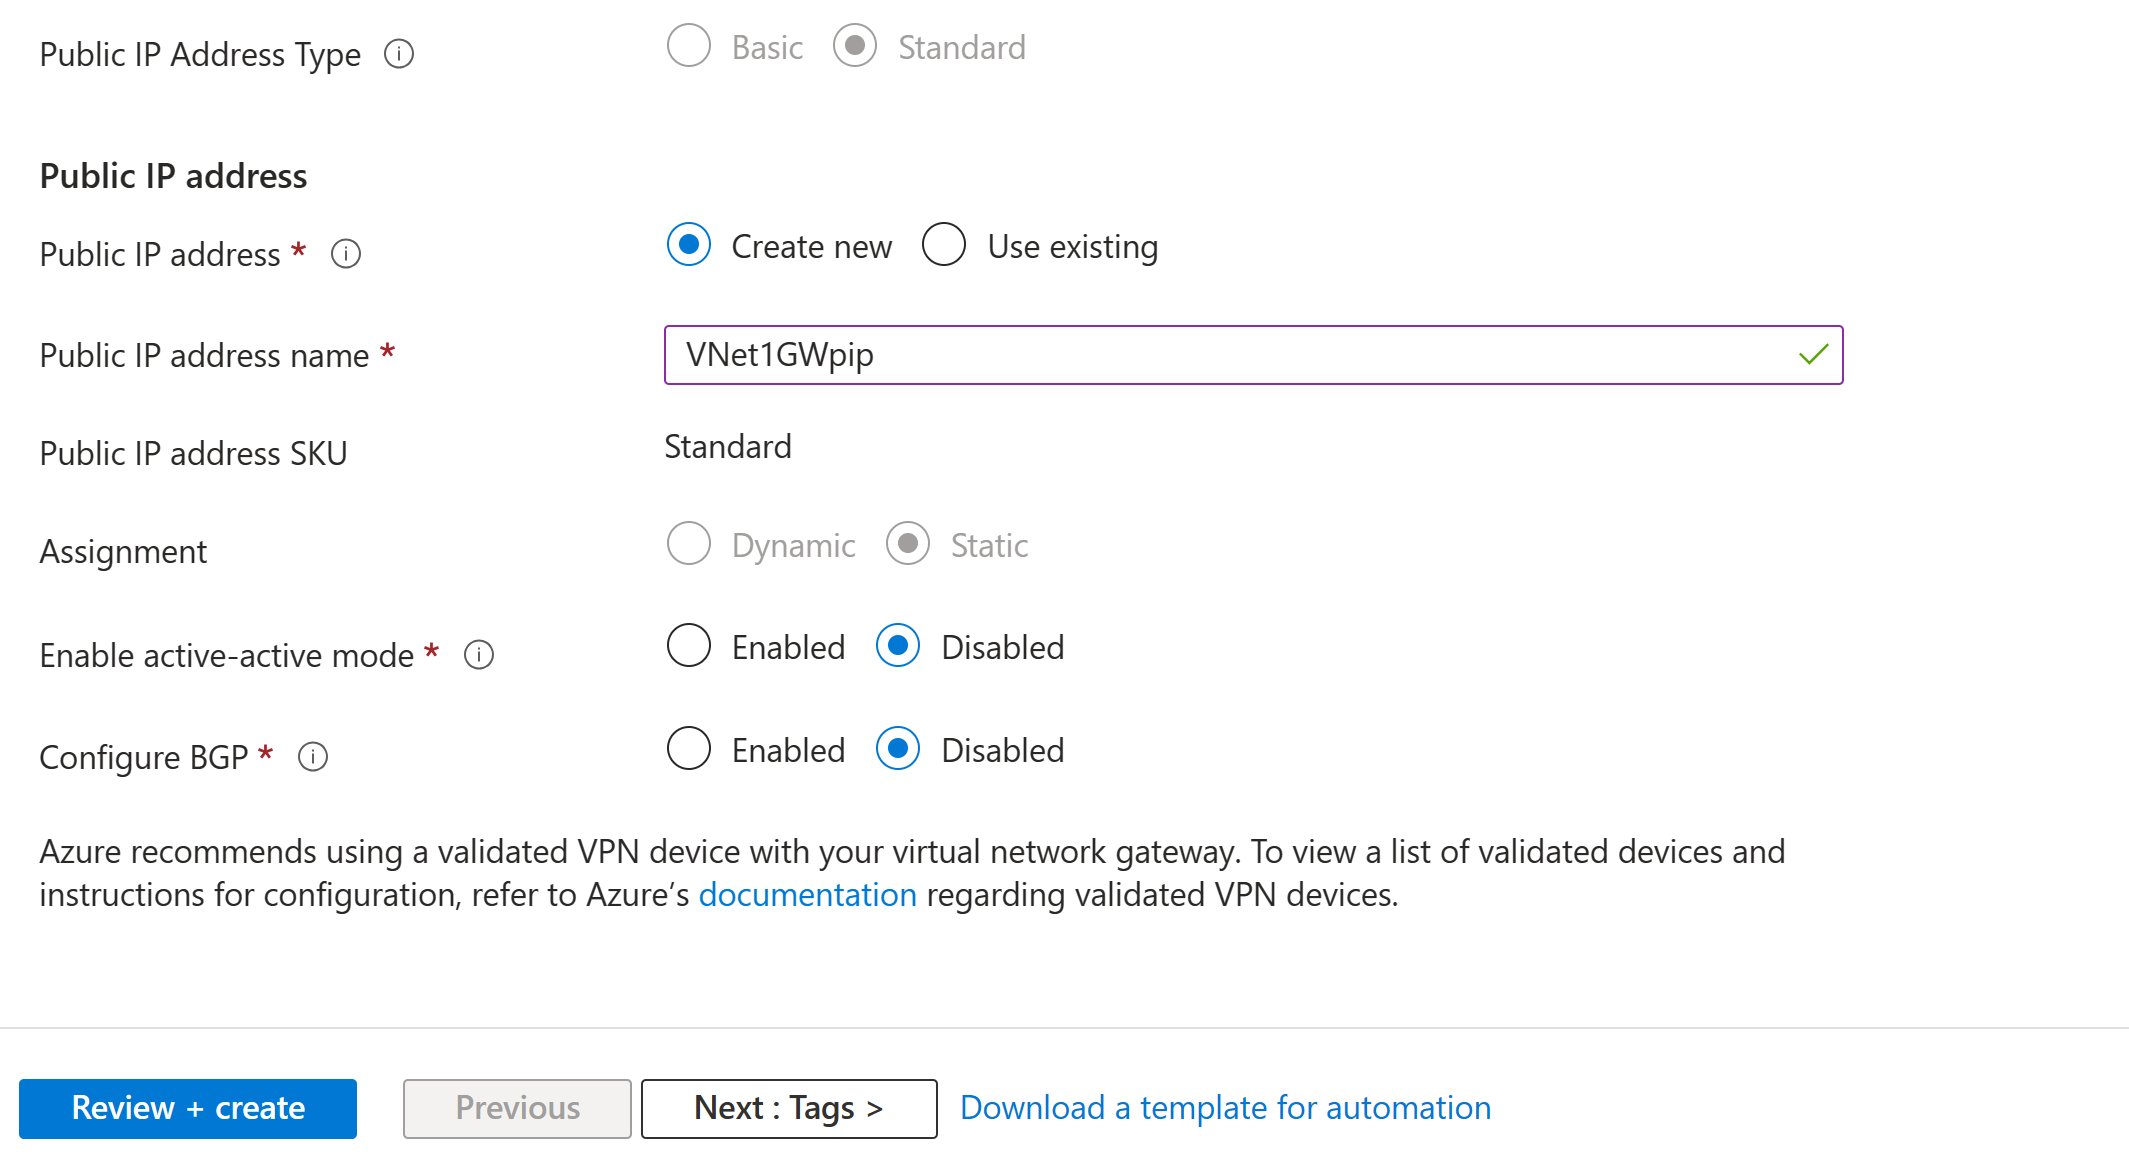 Public IP Address Type
Basic Standard
Public IP address
Public IP address *
Create new Use existing
Public IP address name *
VNet1GWpip
Public IP address SKU
Standard
Assignment
Dynamic Static
Enable active-active mode *
Enabled Disabled
Configure BGP *
Enabled Disabled
Azure recommends using a validated VPN device with your virtual network gateway. To view a list of validated devices and
instructions for configuration, refer to Azure’s documentation regarding validated VPN devices.
Review + create
Previous
Next : Tags >
Download a template for automation